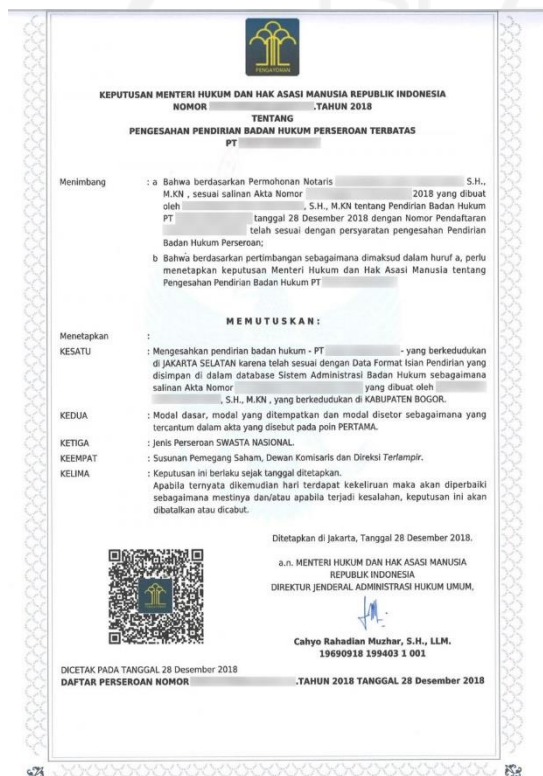 PENGAYOMAN
KEPUTUSAN MENTERI HUKUM DAN HAK ASASI MANUSIA REPUBLIK INDONESIA
NOMOR .TAHUN 2018
TENTANG
PENGESAHAN PENDIRIAN BADAN HUKUM PERSEROAN TERBATAS
PT
Menimbang : a Bahwa berdasarkan Permohonan Notaris S.H.,
M.KN , sesuai salinan Akta Nomor 2018 yang dibuat
oleh , S.H., M.KN tentang Pendirian Badan Hukum
PT tanggal 28 Desember 2018 dengan Nomor Pendaftaran
telah sesuai dengan persyaratan pengesahan Pendirian
Badan Hukum Perseroan;
b Bahwa berdasarkan pertimbangan sebagaimana dimaksud dalam huruf a, perlu
menetapkan keputusan Menteri Hukum dan Hak Asasi Manusia tentang
Pengesahan Pendirian Badan Hukum PT
M E M U T U S K A N :
Menetapkan :
KESATU : Mengesahkan pendirian badan hukum - PT - yang berkedudukan
di JAKARTA SELATAN karena telah sesuai dengan Data Format Isian Pendirian yang
disimpan di dalam database Sistem Administrasi Badan Hukum sebagaimana
salinan Akta Nomor yang dibuat oleh
, S.H., M.KN , yang berkedudukan di KABUPATEN BOGOR.
KEDUA : Modal dasar, modal yang ditempatkan dan modal disetor sebagaimana yang
tercantum dalam akta yang disebut pada poin PERTAMA.
KETIGA : Jenis Perseroan SWASTA NASIONAL.
KEEMPAT : Susunan Pemegang Saham, Dewan Komisaris dan Direksi Terlampir.
KELIMA : Keputusan ini berlaku sejak tanggal ditetapkan.
Apabila ternyata dikemudian hari terdapat kekeliruan maka akan diperbaiki
sebagaimana mestinya dan/atau apabila terjadi kesalahan, keputusan ini akan
dibatalkan atau dicabut.
Ditetapkan di Jakarta, Tanggal 28 Desember 2018.
a.n. MENTERI HUKUM DAN HAK ASASI MANUSIA
REPUBLIK INDONESIA
DIREKTUR JENDERAL ADMINISTRASI HUKUM UMUM,
Cahyo Rahadian Muzhar, S.H., LLM.
19690918 199403 1 001
DICETAK PADA TANGGAL 28 Desember 2018
DAFTAR PERSEROAN NOMOR .TAHUN 2018 TANGGAL 28 Desember 2018